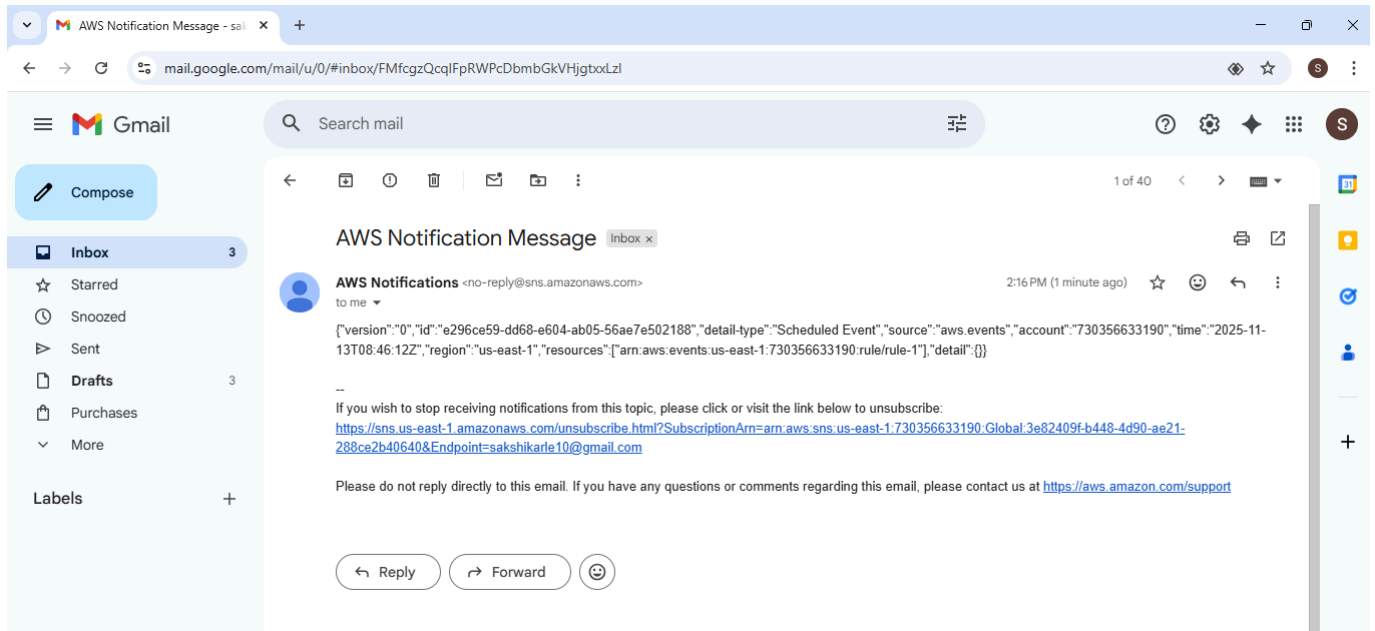 AWS Notification Message - sak
mail.google.com/mail/u/0/#inbox/FMfcgzQcqlFpRWPcDbmbGkVHjgtxxLzl
S
Gmail
Search mail
S
Compose
1 of 40
31
Inbox 3
Starred
Snoozed
Sent
Drafts 3
Purchases
More
Labels
AWS Notification Message Inbox x
AWS Notifications <no-reply@sns.amazonaws.com> 2:16 PM (1 minute ago)
to me
{"version":"0","id":"e296ce59-dd68-e604-ab05-56ae7e502188","detail-type":"Scheduled Event","source":"aws.events","account":"730356633190","time":"2025-11-
13T08:46:12Z","region":"us-east-1","resources":["arn:aws:events:us-east-1:730356633190:rule/rule-1"],"detail":{}}
--
If you wish to stop receiving notifications from this topic, please click or visit the link below to unsubscribe:
https://sns.us-east-1.amazonaws.com/unsubscribe.html?SubscriptionArn=arn:aws:sns:us-east-1:730356633190:Global:3e82409f-b448-4d90-ae21-
288ce2b40640&Endpoint=sakshikarle10@gmail.com
Please do not reply directly to this email. If you have any questions or comments regarding this email, please contact us at https://aws.amazon.com/support
Reply
Forward